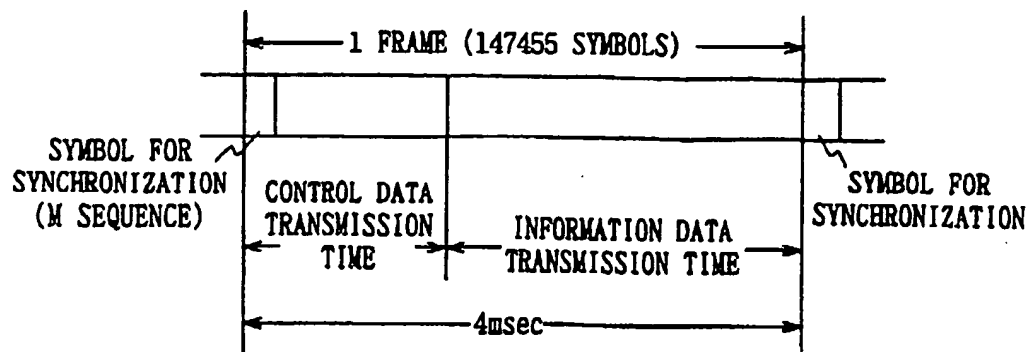 1 FRAME (147455 SYMBOLS)
SYMBOL FOR
SYNCHRONIZATION
(M SEQUENCE)
CONTROL DATA
TRANSMISSION
TIME
INFORMATION DATA
TRANSMISSION TIME
SYMBOL FOR
SYNCHRONIZATION
4msec